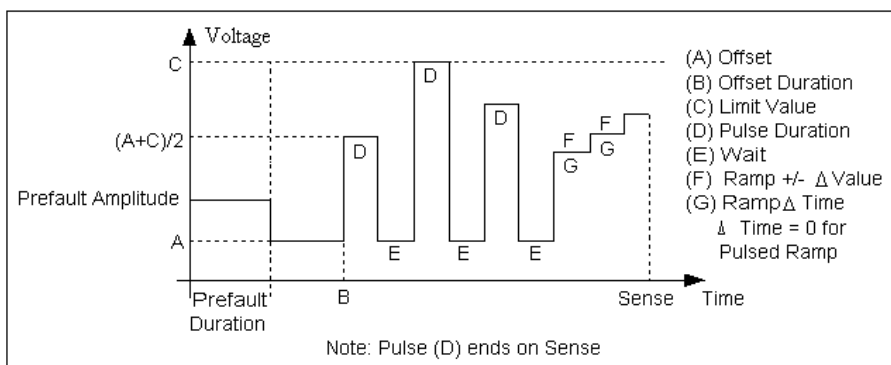 Voltage
C
(A+C)/2
Prefault Amplitude
A
D
D
D
E
E
E
F
F
G
G
(A) Offset
(B) Offset Duration
(C) Limit Value
(D) Pulse Duration
(E) Wait
(F) Ramp +/- Δ Value
(G) Ramp Δ Time
Δ Time = 0 for
Pulsed Ramp
Prefault
Duration
B
Sense
Time
Note: Pulse (D) ends on Sense